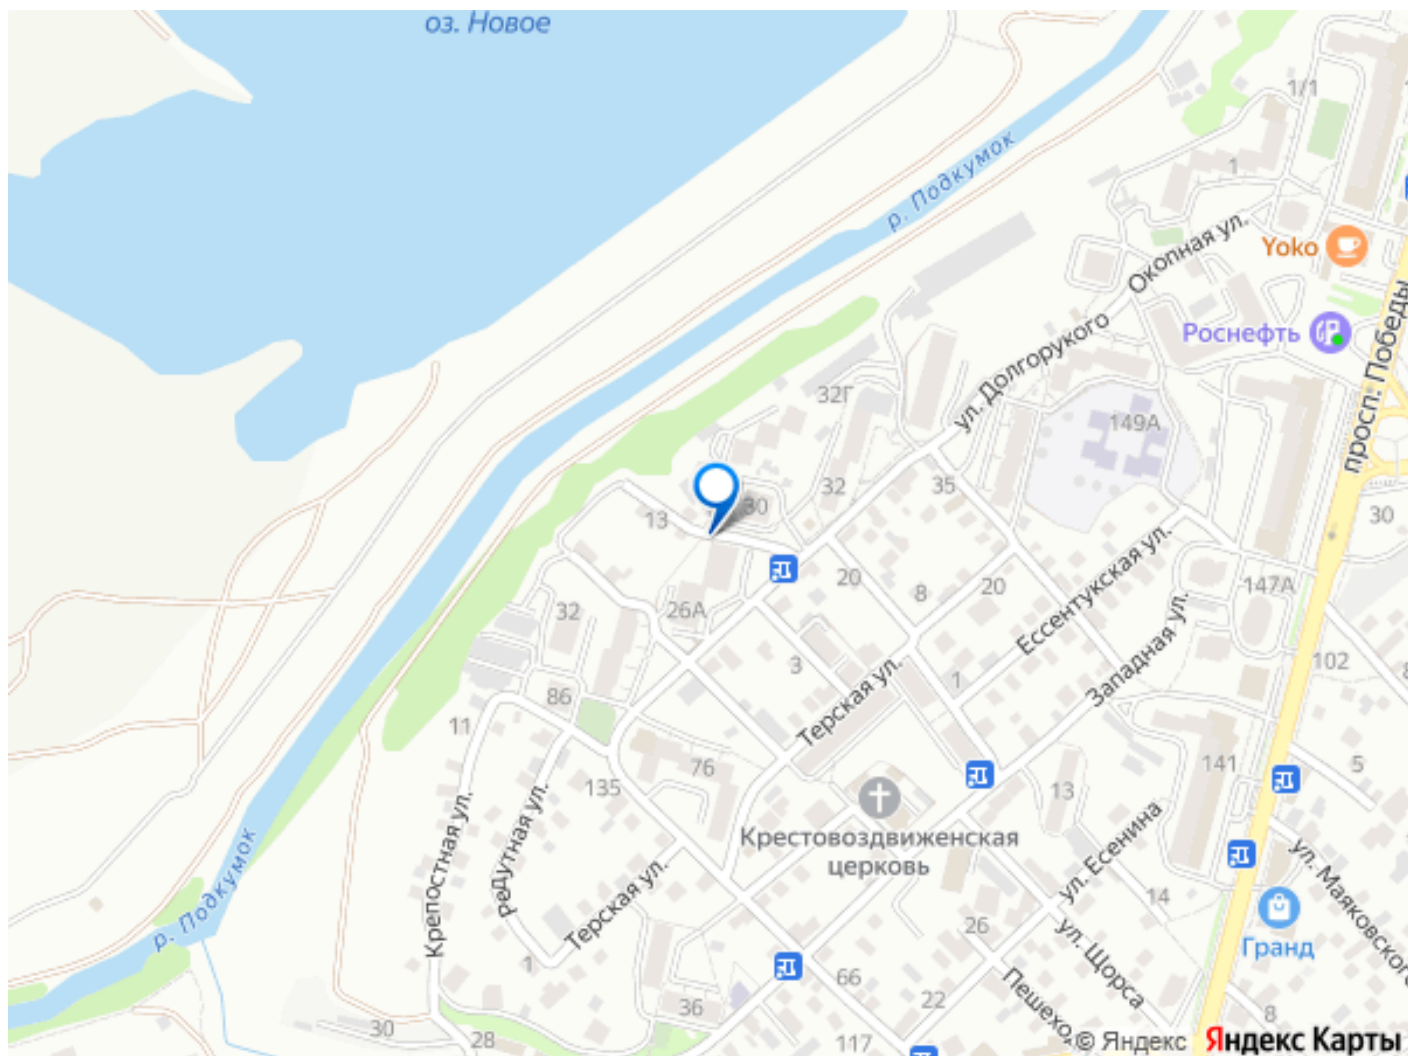 оз. Новое
1/1
1
р. Подкумок
Окопная ул.
Yoko
Роснефть
просп. Победы
ул. Долгорукого
32Г
149А
32
35
30
30
13
20
8
20
Ессентукская ул.
147А
26А
32
3
1
102
Западная ул.
86
Терская ул.
11
76
135
13
141
5
Крестовоздвиженская
церковь
Крепостная ул.
Редутная ул.
Терская ул.
ул. Есенина
14
ул. Маяковского
р. Подкумок
1
26
ул. Щорса
Гранд
66
22
Пешехо
36
30
28
117
8
© Яндекс
Яндекс Карты